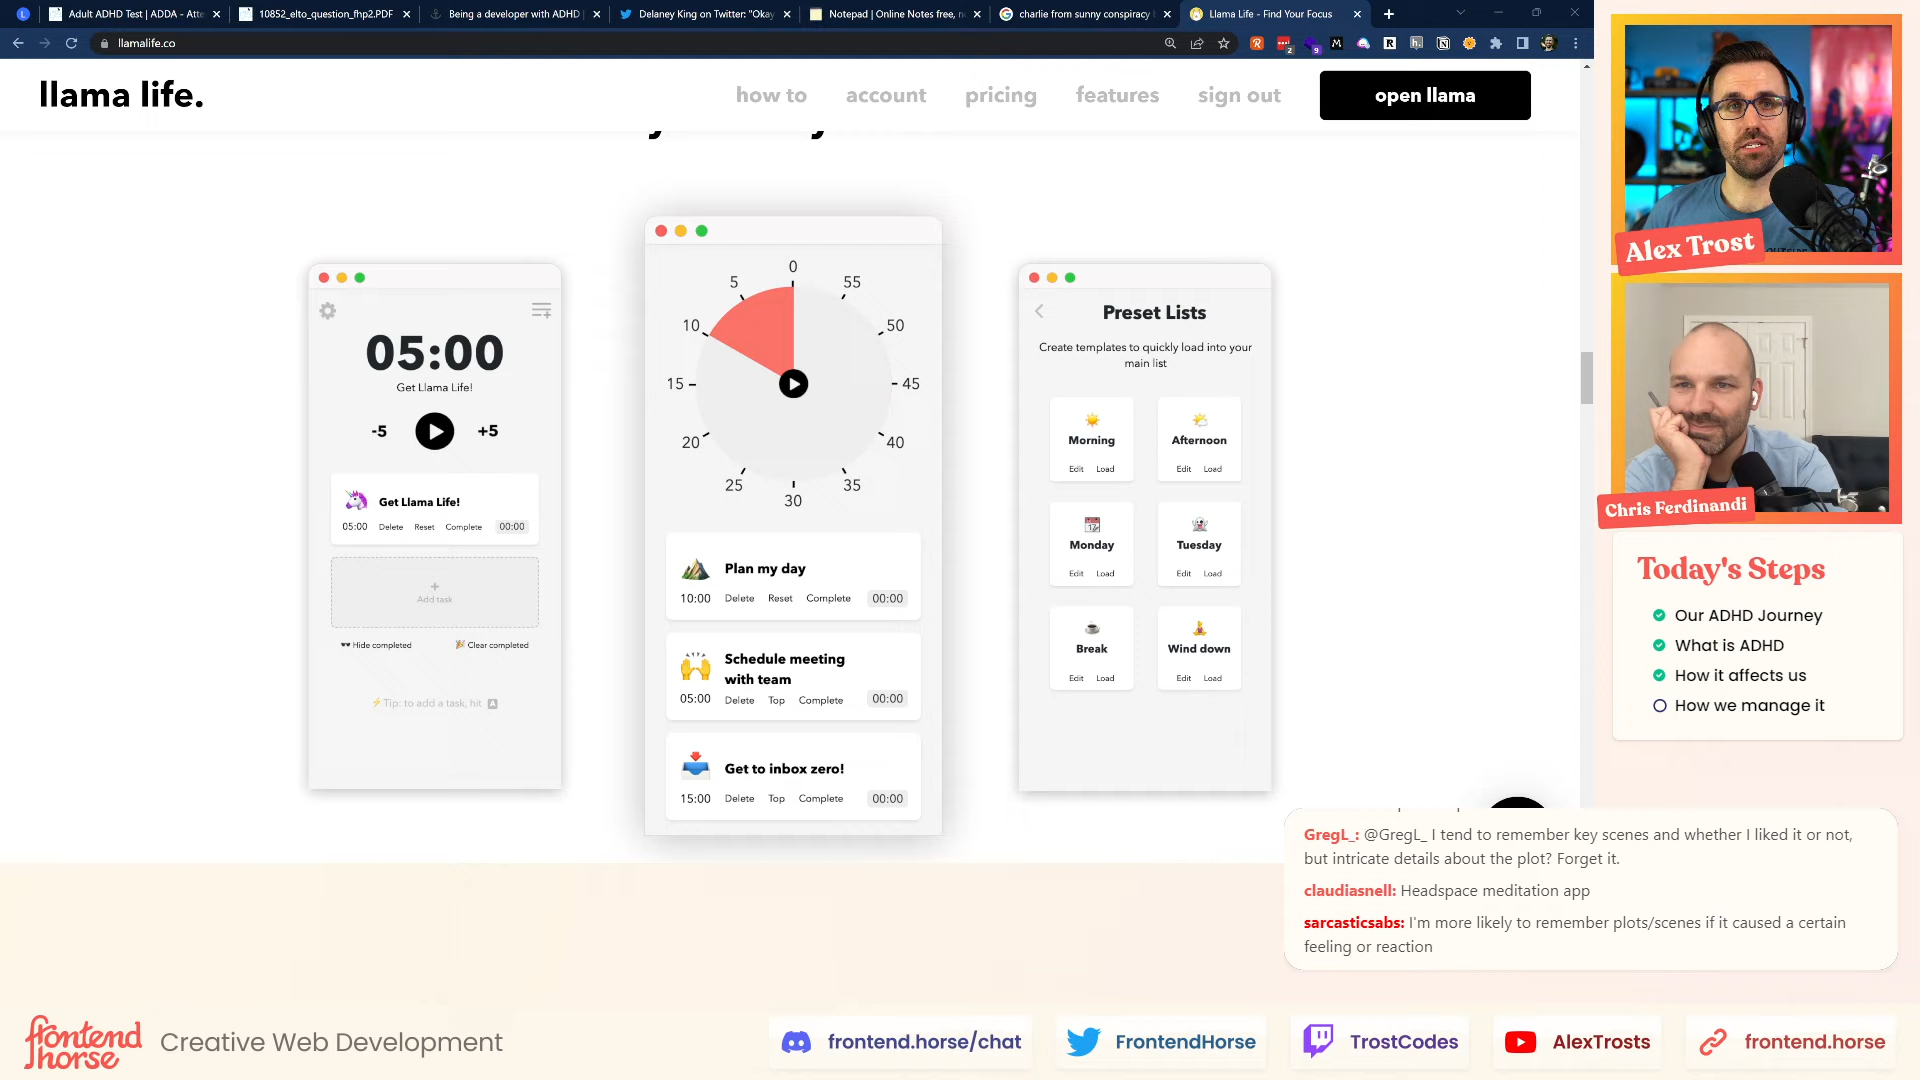 Adult ADHD Test | ADDA - Atte
10852_elto_question_fhp2.PDF
Being a developer with ADHD |
Delaney King on Twitter: "Okay
Notepad | Online Notes free, n
charlie from sunny conspiracy
Llama Life - Find Your Focus
llamalife.co
llama life.
how to
account
pricing
features
sign out
open llama
05:00
Get Llama Life!
-5
+5
Get Llama Life!
05:00 Delete Reset Complete 00:00
+
Add task
Hide completed
Clear completed
Tip: to add a task, hit A
0
5
10
15
20
25
30
35
40
45
50
55
Plan my day
10:00 Delete Reset Complete 00:00
Schedule meeting
with team
05:00 Delete Top Complete 00:00
Get to inbox zero!
15:00 Delete Top Complete 00:00
Preset Lists
Create templates to quickly load into your
main list
Morning
Edit Load
Afternoon
Edit Load
Monday
Edit Load
Tuesday
Edit Load
Break
Edit Load
Wind down
Edit Load
Alex Trost
Chris Ferdinandi
Today's Steps
Our ADHD Journey
What is ADHD
How it affects us
How we manage it
GregL_: @GregL_ I tend to remember key scenes and whether I liked it or not,
but intricate details about the plot? Forget it.
claudiasnell: Headspace meditation app
sarcasticsabs: I'm more likely to remember plots/scenes if it caused a certain
feeling or reaction
frontend
horse
Creative Web Development
frontend.horse/chat
FrontendHorse
TrostCodes
AlexTrosts
frontend.horse